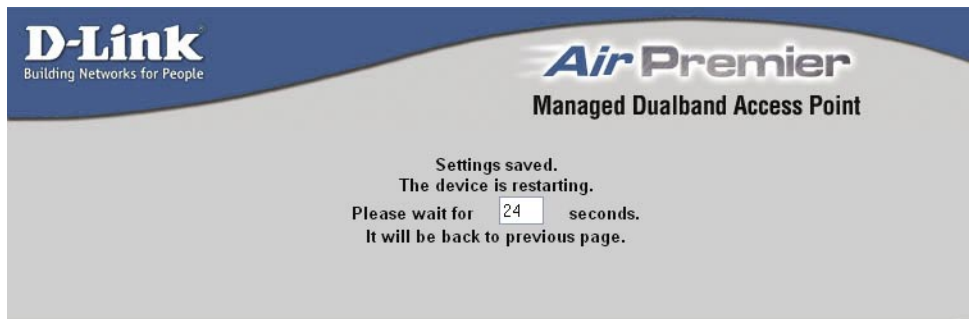 D-Link
Building Networks for People
Air Premier
Managed Dualband Access Point
Settings saved.
The device is restarting.
Please wait for 24 seconds.
It will be back to previous page.